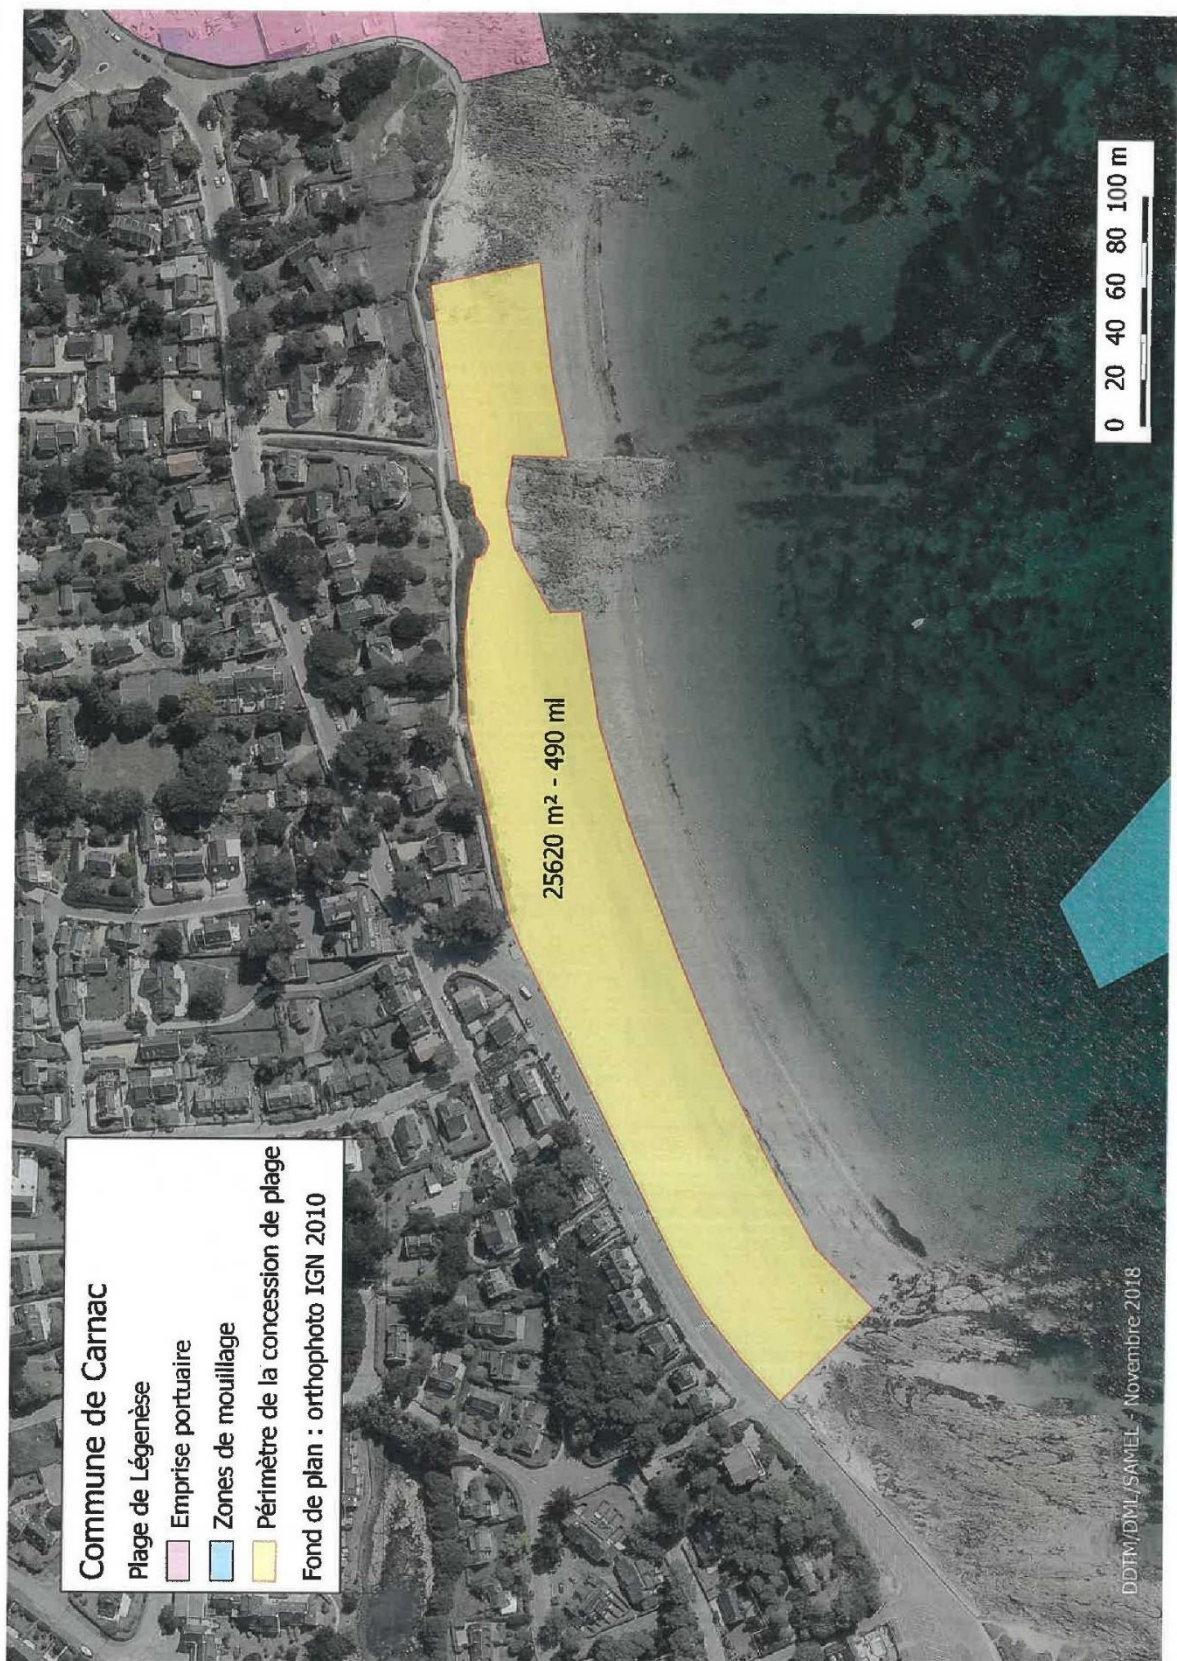 Commune de Carnac
Plage de Légenèse
Emprise portuaire
Zones de mouillage
Périmètre de la concession de plage
Fond de plan : orthophoto IGN 2010
25620 m² - 490 ml
0 20 40 60 80 100 m
DDTM/DML/SAMEL - Novembre 2018